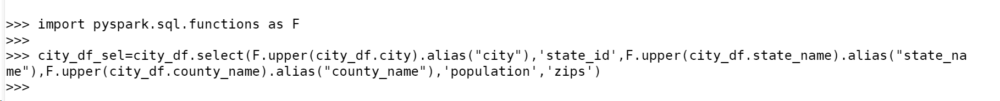 >>> import pyspark.sql.functions as F
>>>
>>> city_df_sel=city_df.select(F.upper(city_df.city).alias("city"),'state_id',F.upper(city_df.state_name).alias("state_na
me"),F.upper(city_df.county_name).alias("county_name"),'population','zips')
>>>